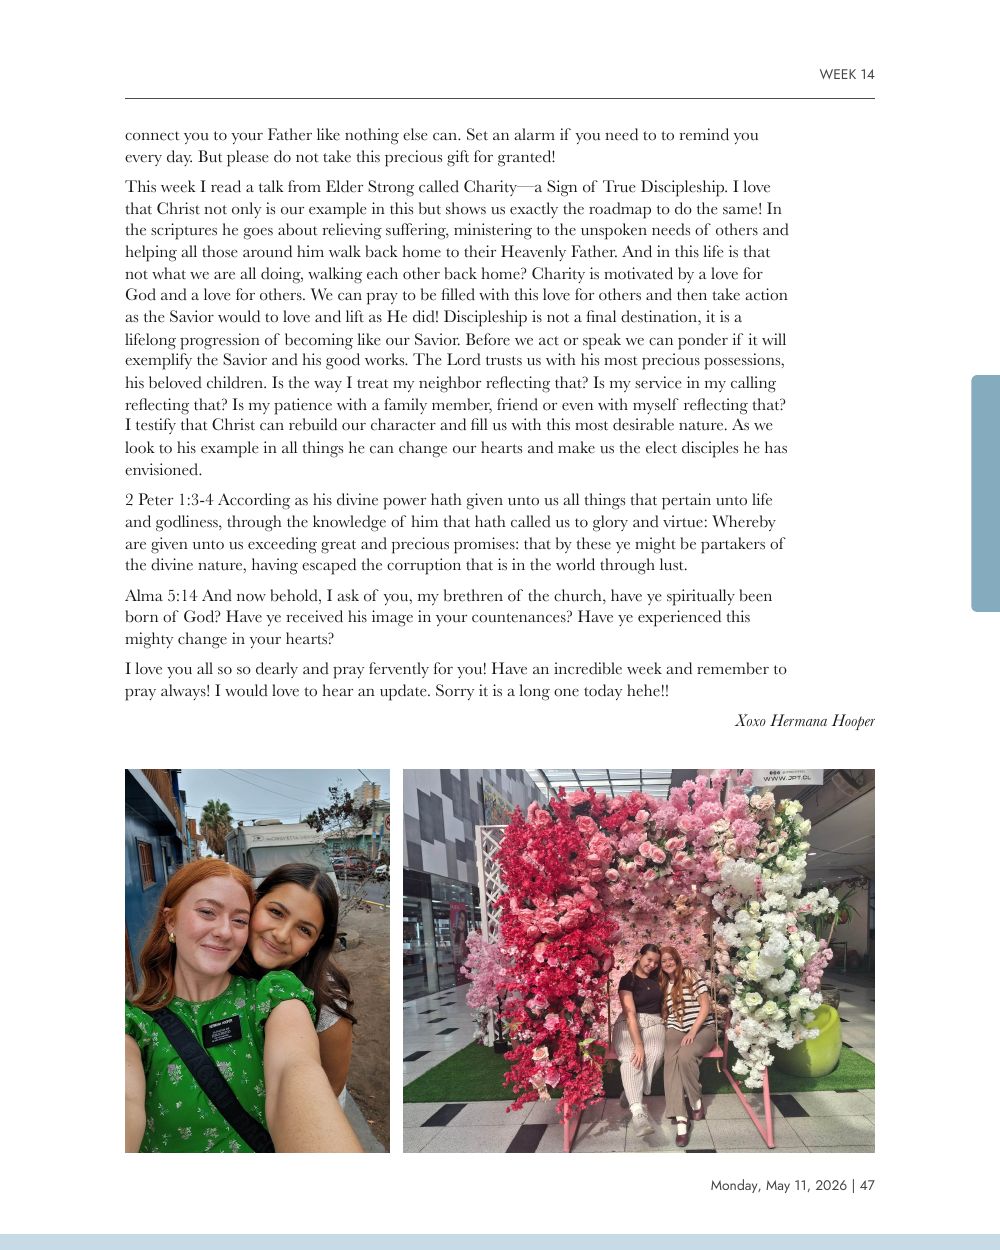 WEEK 14
connect you to your Father like nothing else can. Set an alarm if you need to to remind you
every day. But please do not take this precious gift for granted!
This week I read a talk from Elder Strong called Charity—a Sign of True Discipleship. I love
that Christ not only is our example in this but shows us exactly the roadmap to do the same! In
the scriptures he goes about relieving suffering, ministering to the unspoken needs of others and
helping all those around him walk back home to their Heavenly Father. And in this life is that
not what we are all doing, walking each other back home? Charity is motivated by a love for
God and a love for others. We can pray to be filled with this love for others and then take action
as the Savior would to love and lift as He did! Discipleship is not a final destination, it is a
lifelong progression of becoming like our Savior. Before we act or speak we can ponder if it will
exemplify the Savior and his good works. The Lord trusts us with his most precious possessions,
his beloved children. Is the way I treat my neighbor reflecting that? Is my service in my calling
reflecting that? Is my patience with a family member, friend or even with myself reflecting that?
I testify that Christ can rebuild our character and fill us with this most desirable nature. As we
look to his example in all things he can change our hearts and make us the elect disciples he has
envisioned.
2 Peter 1:3-4 According as his divine power hath given unto us all things that pertain unto life
and godliness, through the knowledge of him that hath called us to glory and virtue: Whereby
are given unto us exceeding great and precious promises: that by these ye might be partakers of
the divine nature, having escaped the corruption that is in the world through lust.
Alma 5:14 And now behold, I ask of you, my brethren of the church, have ye spiritually been
born of God? Have ye received his image in your countenances? Have ye experienced this
mighty change in your hearts?
I love you all so so dearly and pray fervently for you! Have an incredible week and remember to
pray always! I would love to hear an update. Sorry it is a long one today hehe!!
Xoxo Hermana Hooper
WWW.JPT.CL
HERMANA HOOPER
Monday, May 11, 2026 | 47